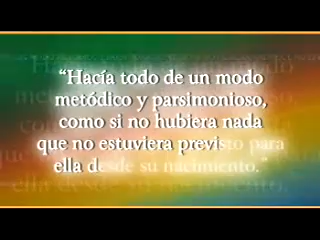 “Hacía todo de un modo
metódico y parsimonioso,
como si no hubiera nada
que no estuviera previsto para
ella desde su nacimiento.”